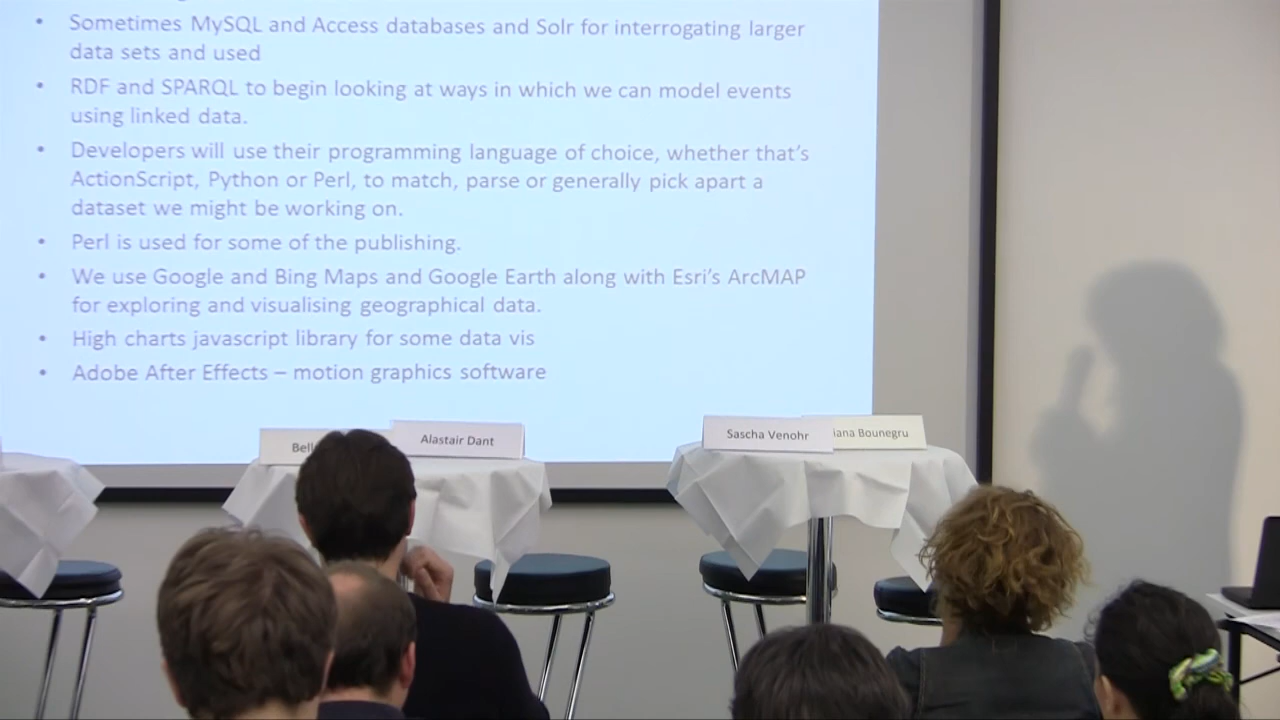 • Sometimes MySQL and Access databases and Solr for interrogating larger
data sets and used
• RDF and SPARQL to begin looking at ways in which we can model events
using linked data.
• Developers will use their programming language of choice, whether that's
ActionScript, Python or Perl, to match, parse or generally pick apart a
dataset we might be working on.
• Perl is used for some of the publishing.
• We use Google and Bing Maps and Google Earth along with Esri's ArcMAP
for exploring and visualising geographical data.
• High charts javascript library for some data vis
• Adobe After Effects – motion graphics software
Alastair Dant
Sascha Venohr
Bounegru